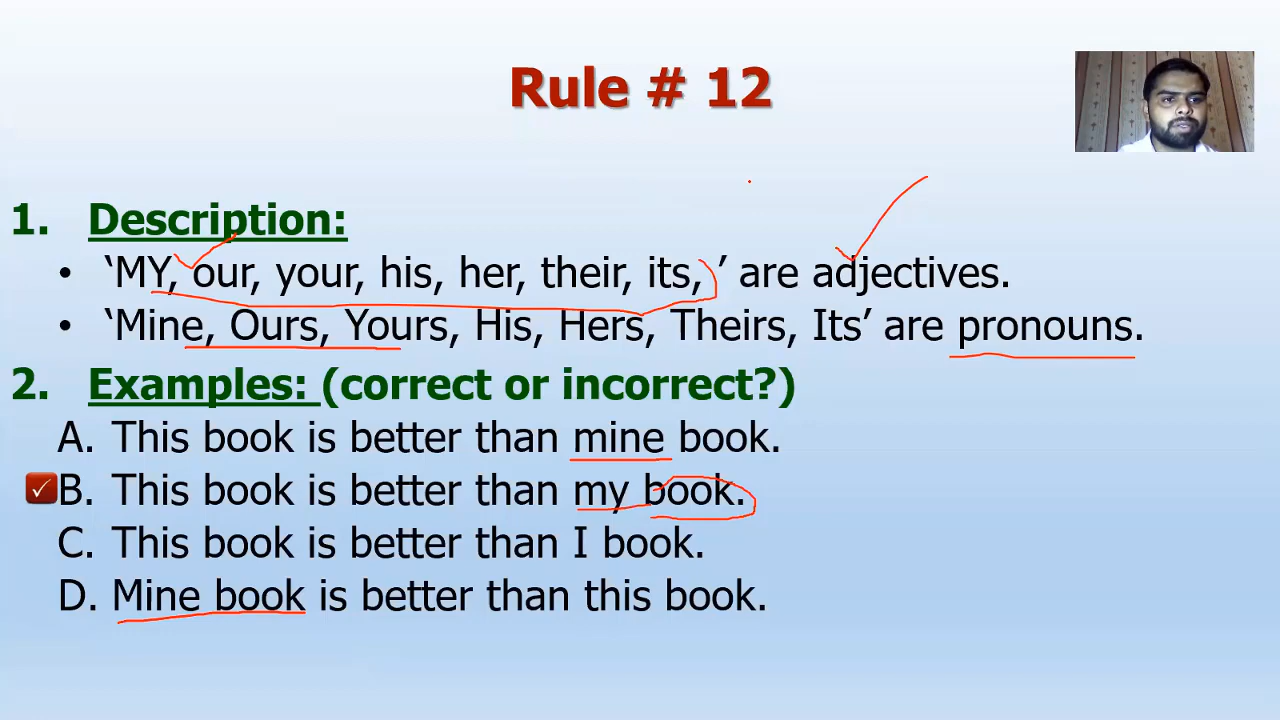 Rule # 12
1. Description:
• ‘MY, our, your, his, her, their, its, ’ are adjectives.
• ‘Mine, Ours, Yours, His, Hers, Theirs, Its’ are pronouns.
2. Examples: (correct or incorrect?)
A. This book is better than mine book.
B. This book is better than my book.
C. This book is better than I book.
D. Mine book is better than this book.